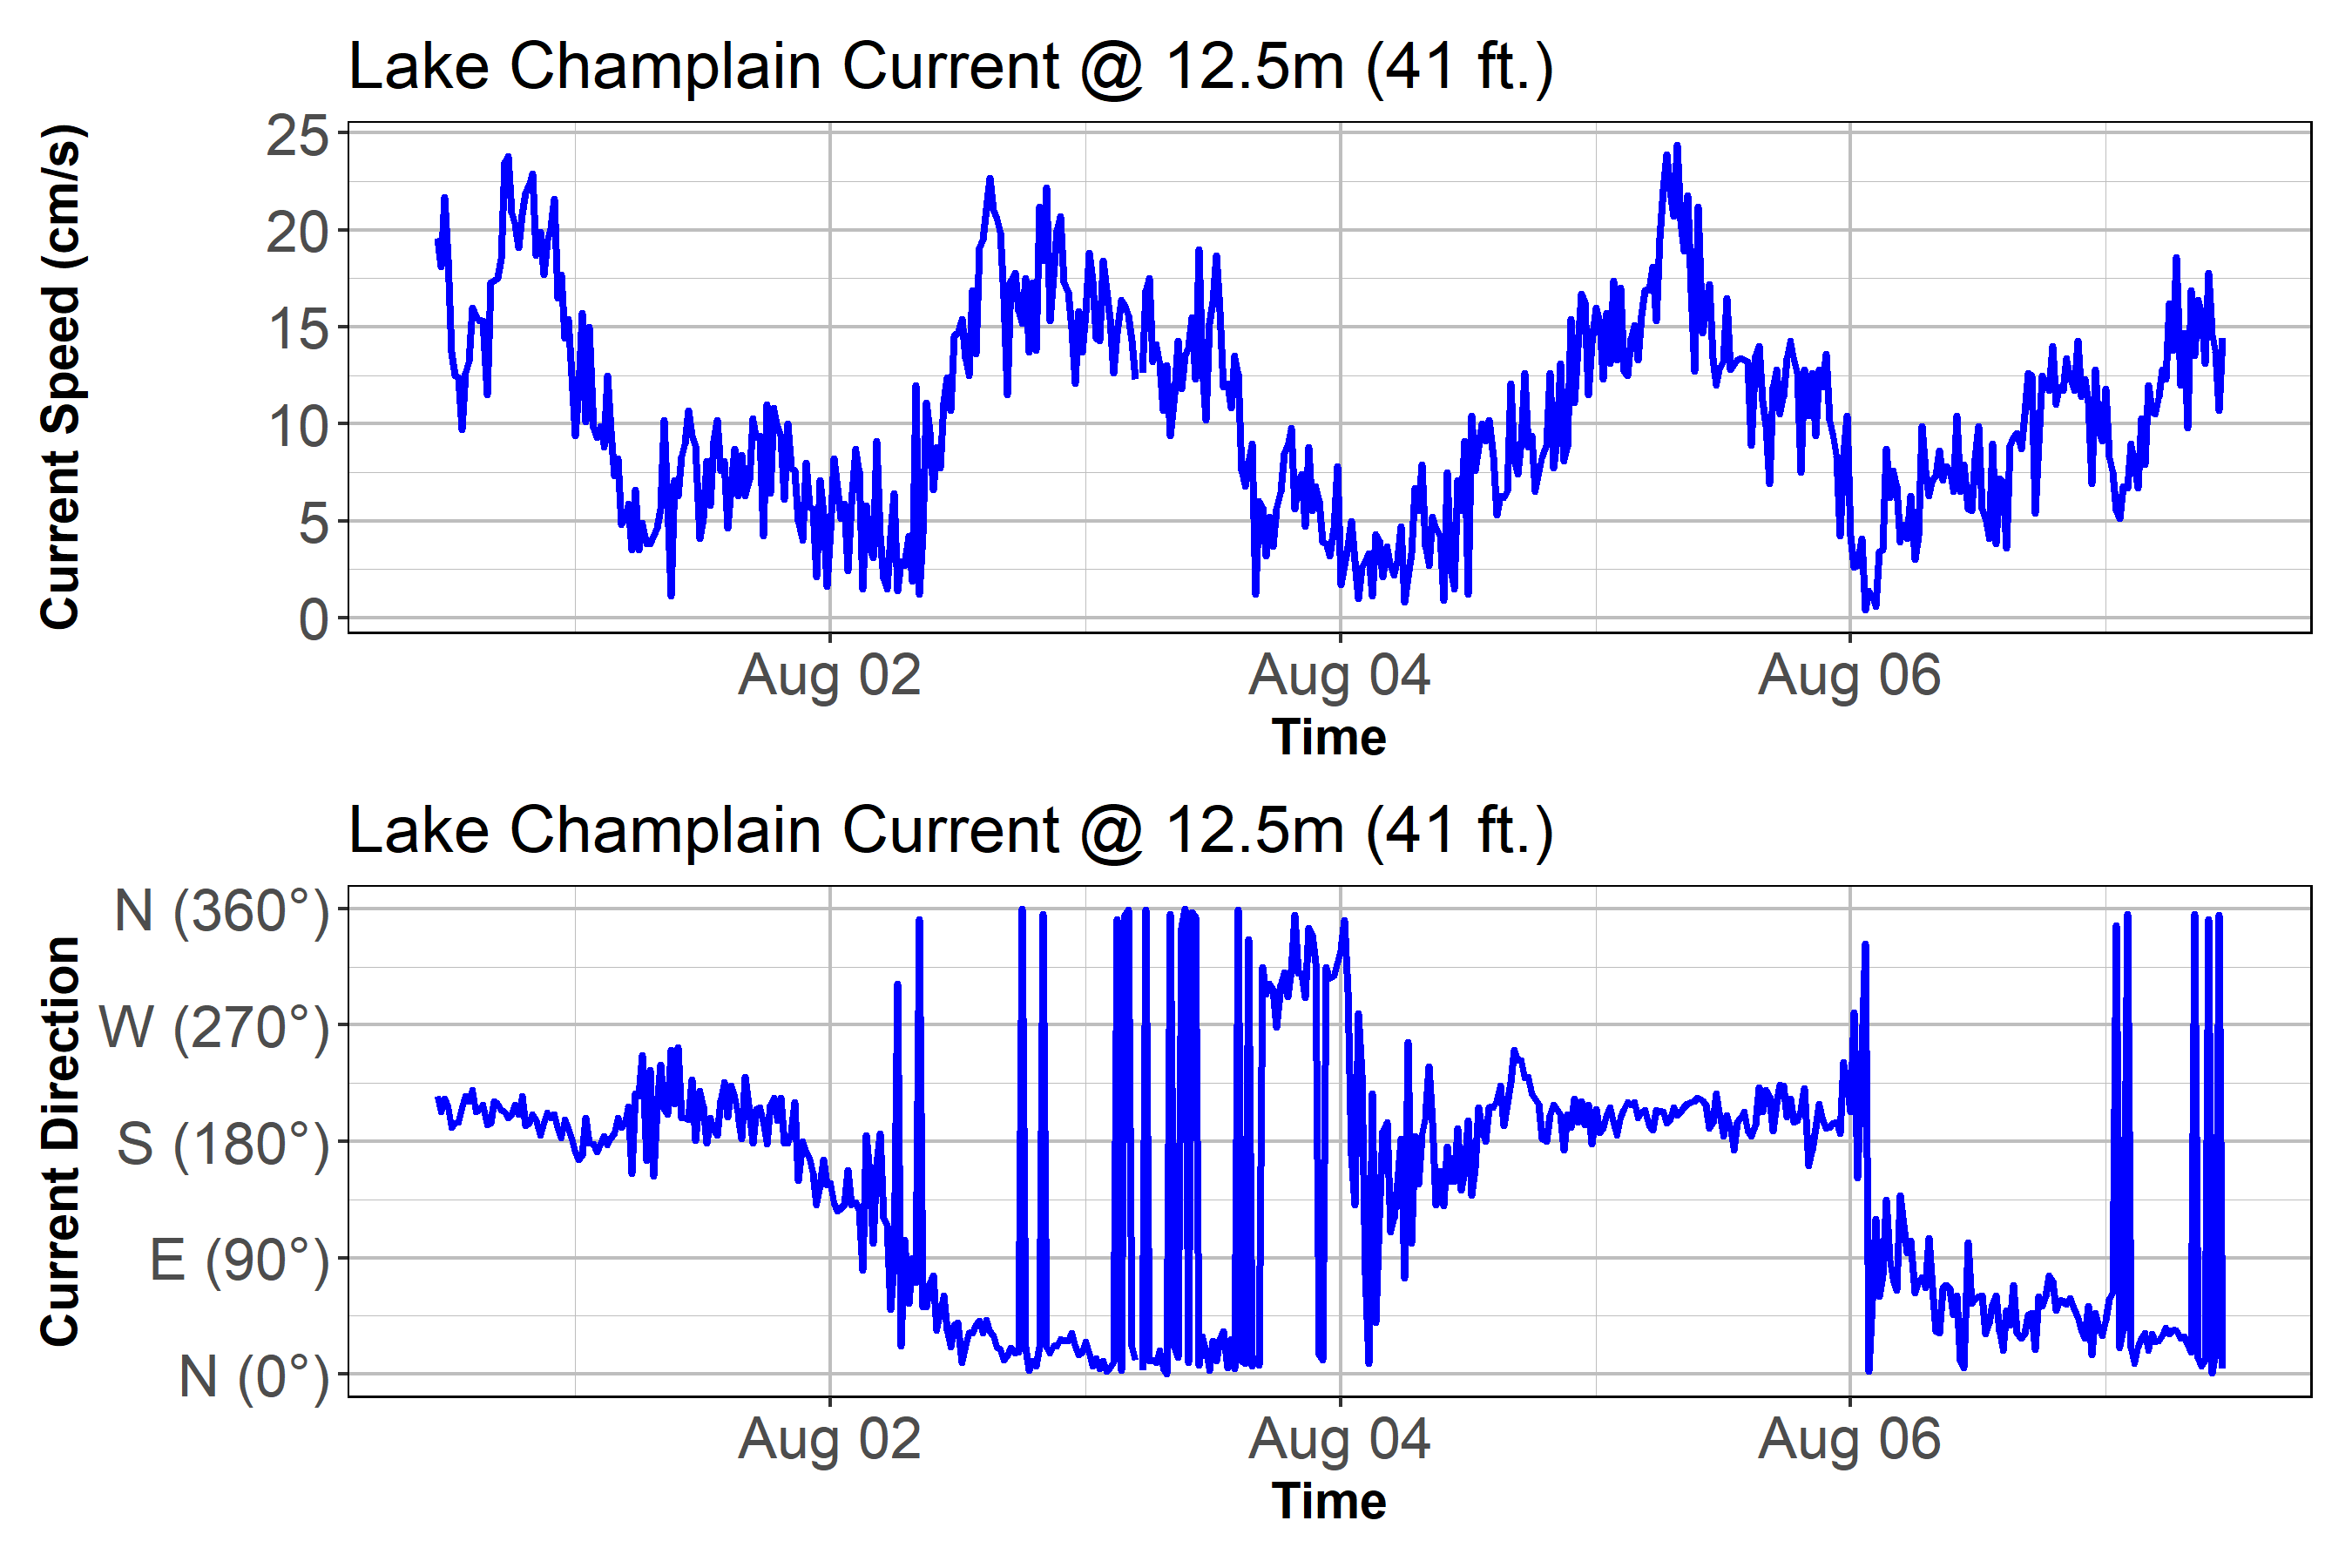 Lake Champlain Current @ 12.5m (41 ft.)
Current Speed (cm/s)
25
20
15
10
5
0
Aug 02
Aug 04
Aug 06
Time
Lake Champlain Current @ 12.5m (41 ft.)
Current Direction
N (360°)
W (270°)
S (180°)
E (90°)
N (0°)
Aug 02
Aug 04
Aug 06
Time